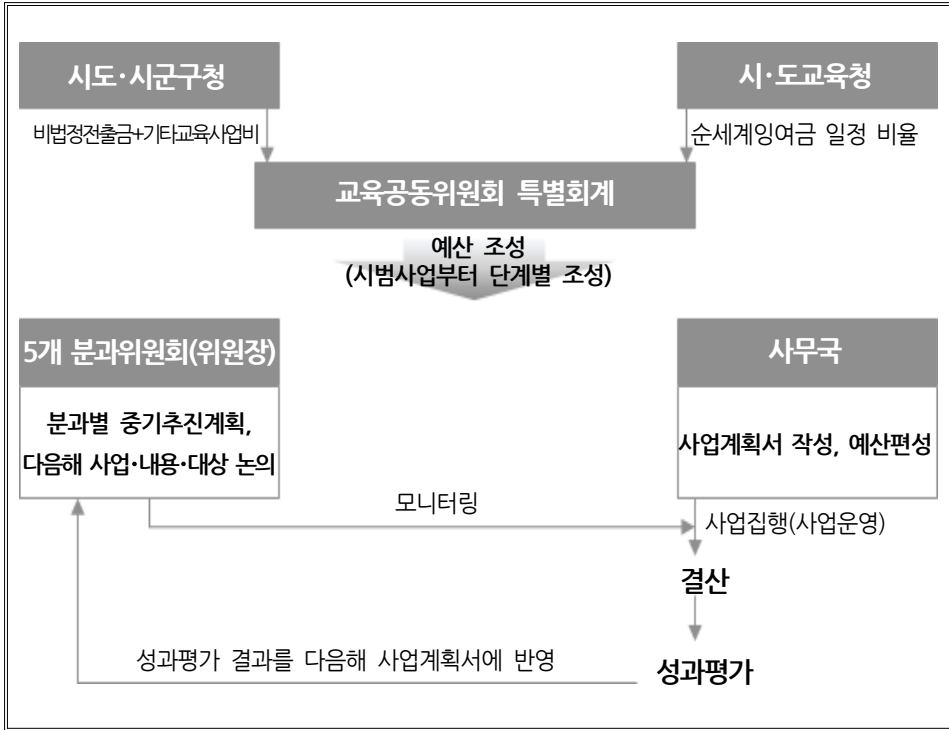 시도·시군구청
시·도교육청
비법정전출금+기타교육사업비
순세계잉여금 일정 비율
교육공동위원회 특별회계
예산 조성
(시범사업부터 단계별 조성)
5개 분과위원회(위원장)
사무국
분과별 중기추진계획,
다음해 사업·내용·대상 논의
사업계획서 작성, 예산편성
모니터링
사업집행(사업운영)
결산
성과평가 결과를 다음해 사업계획서에 반영
성과평가